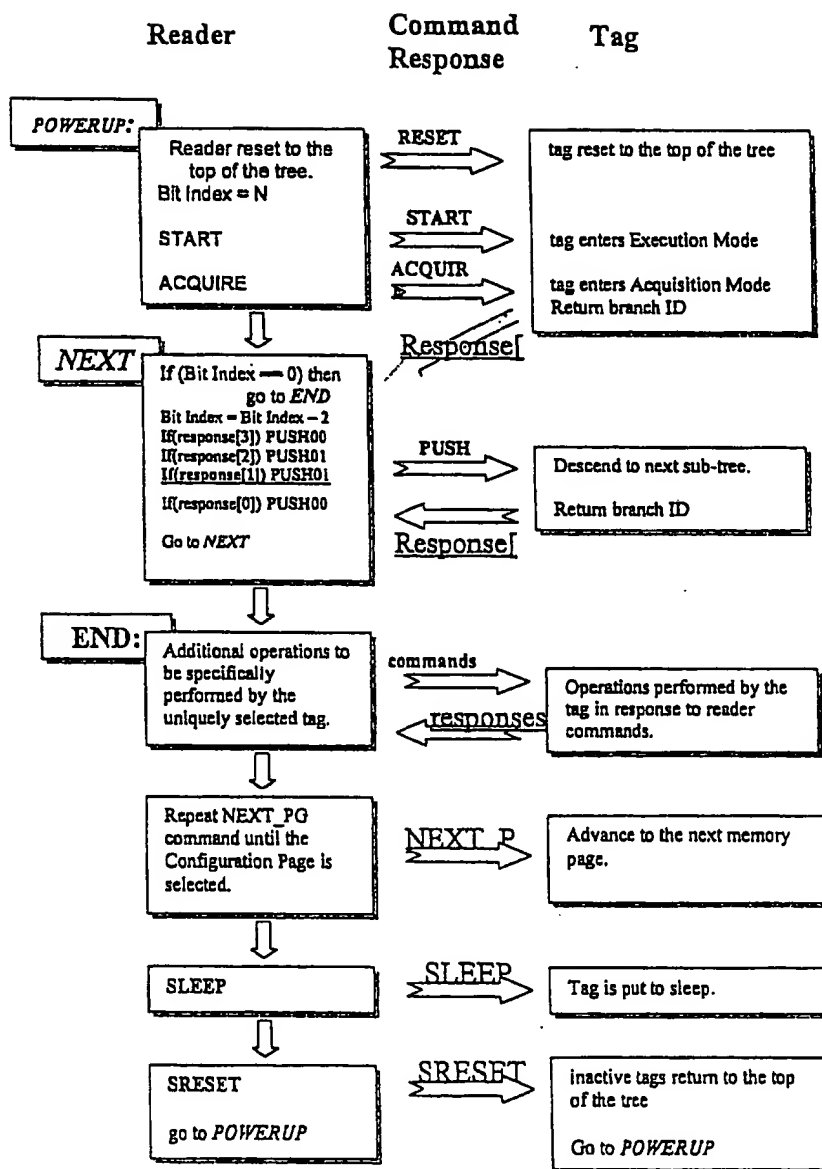 Reader
Command
Response
Tag
POWERUP:
Reader reset to the
top of the tree.
Bit Index = N
START
ACQUIRE
RESET
START
ACQUIR
tag reset to the top of the tree
tag enters Execution Mode
tag enters Acquisition Mode
Return branch ID
Response[
NEXT
If (Bit Index == 0) then
go to END
Bit Index = Bit Index - 2
If(response[3]) PUSH00
If(response[2]) PUSH01
If(response[1]) PUSH01
If(response[0]) PUSH00
Go to NEXT
PUSH
Response[
Descend to next sub-tree.
Return branch ID
END:
Additional operations to
be specifically
performed by the
uniquely selected tag.
commands
responses
Operations performed by the
tag in response to reader
commands.
Repeat NEXT_PG
command until the
Configuration Page is
selected.
NEXT_P
Advance to the next memory
page.
SLEEP
SLEEP
Tag is put to sleep.
SRESET
go to POWERUP
SRESET
inactive tags return to the top
of the tree
Go to POWERUP